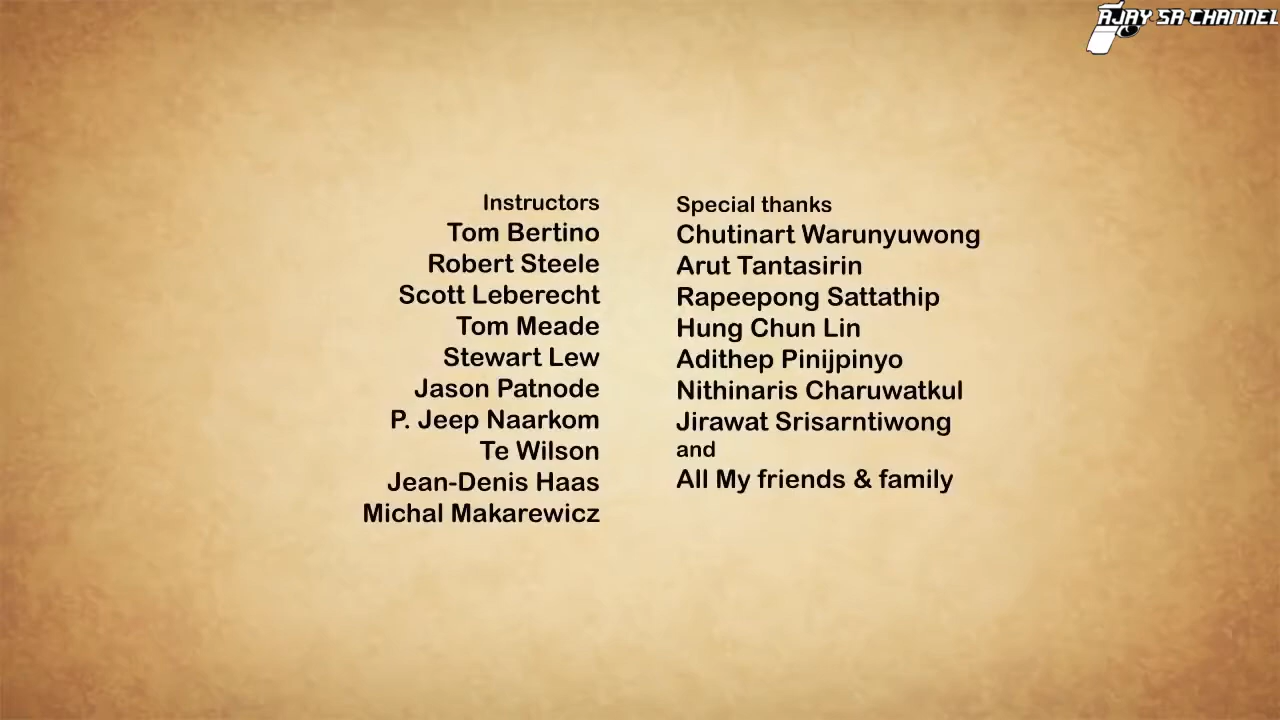 AJAY SA-CHANNEL
Instructors
Tom Bertino
Robert Steele
Scott Leberecht
Tom Meade
Stewart Lew
Jason Patnode
P. Jeep Naarkom
Te Wilson
Jean-Denis Haas
Michal Makarewicz
Special thanks
Chutinart Warunyuwong
Arut Tantasirin
Rapeepong Sattathip
Hung Chun Lin
Adithep Pinijpinyo
Nithinaris Charuwatkul
Jirawat Srisarntiwong
and
All My friends & family